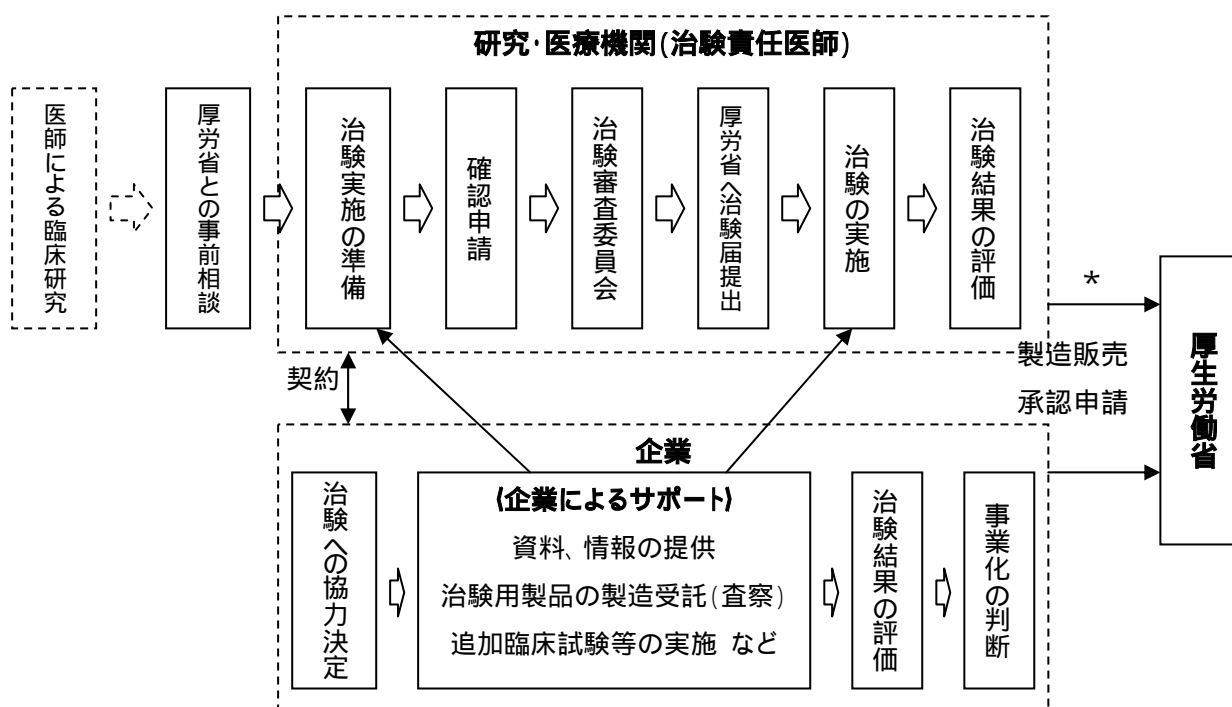 研究・医療機関(治験責任医師)
医師による臨床研究
厚労省との事前相談
治験実施の準備
確認申請
治験審査委員会
厚労省へ治験届提出
治験の実施
治験結果の評価
*
製造販売
承認申請
厚生労働省
契約
企業
治験への協力決定
(企業によるサポート)
資料、情報の提供
治験用製品の製造受託(査察)
追加臨床試験等の実施 など
治験結果の評価
事業化の判断